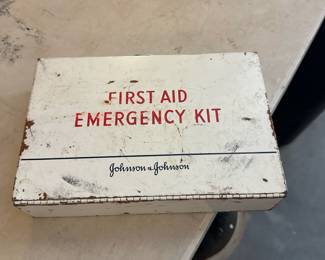 FIRST AID
EMERGENCY KIT
Johnson & Johnson